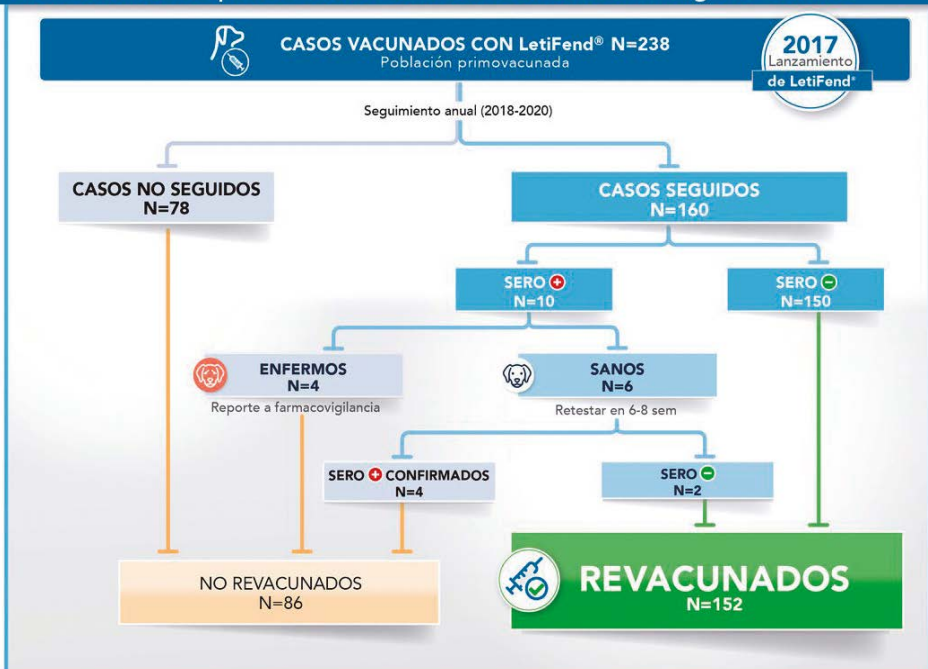 CASOS VACUNADOS CON LetiFend® N=238
Población primovacunada
2017
Lanzamiento
de LetiFend®
Seguimiento anual (2018-2020)
CASOS NO SEGUIDOS
N=78
CASOS SEGUIDOS
N=160
SERO +
N=10
SERO -
N=150
ENFERMOS
N=4
Reporte a farmacovigilancia
SANOS
N=6
Retestar en 6-8 sem
SERO + CONFIRMADOS
N=4
SERO -
N=2
NO REVACUNADOS
N=86
REVACUNADOS
N=152